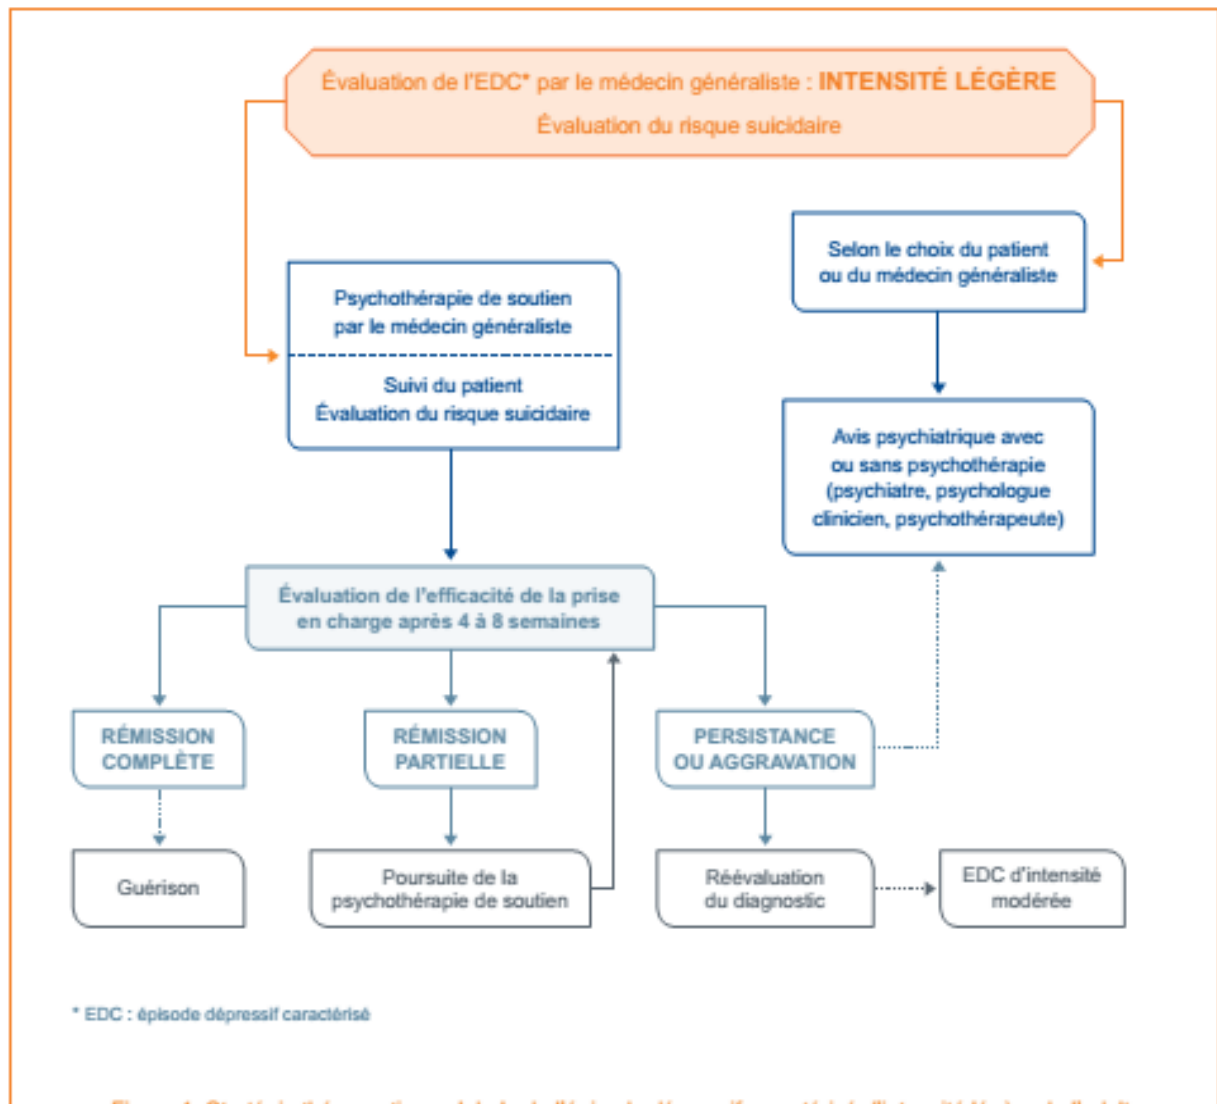 Évaluation de l'EDC* par le médecin généraliste : INTENSITÉ LÉGÈRE
Évaluation du risque suicidaire
Selon le choix du patient
ou du médecin généraliste
Psychothérapie de soutien
par le médecin généraliste
Suivi du patient
Évaluation du risque suicidaire
Avis psychiatrique avec
ou sans psychothérapie
(psychiatre, psychologue
clinicien, psychothérapeute)
Évaluation de l'efficacité de la prise
en charge après 4 à 8 semaines
RÉMISSION
COMPLÈTE
RÉMISSION
PARTIELLE
PERSISTANCE
OU AGGRAVATION
Guérison
Poursuite de la
psychothérapie de soutien
Réévaluation
du diagnostic
EDC d'intensité
modérée
* EDC : épisode dépressif caractérisé